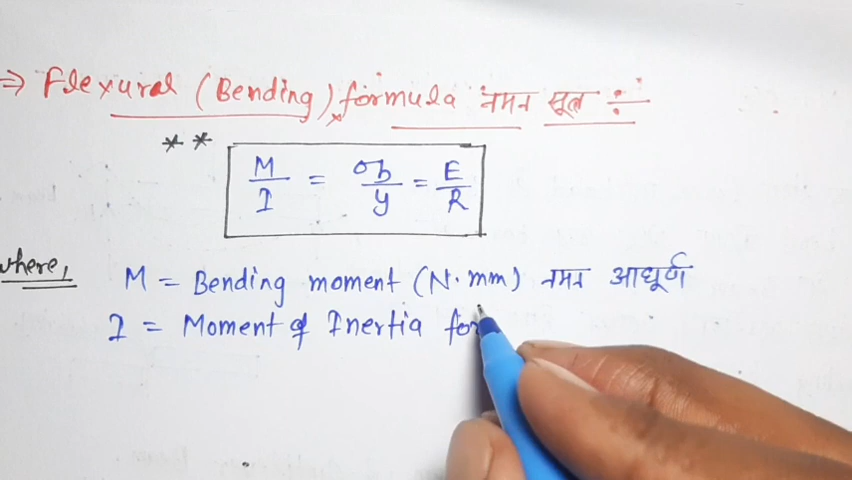 ⇒ Flexural (Bending) formula नमन सूत्र ÷
** M/I = σb/y = E/R
where,
M = Bending moment (N.mm) नमन आघूर्ण
I = Moment of Inertia for